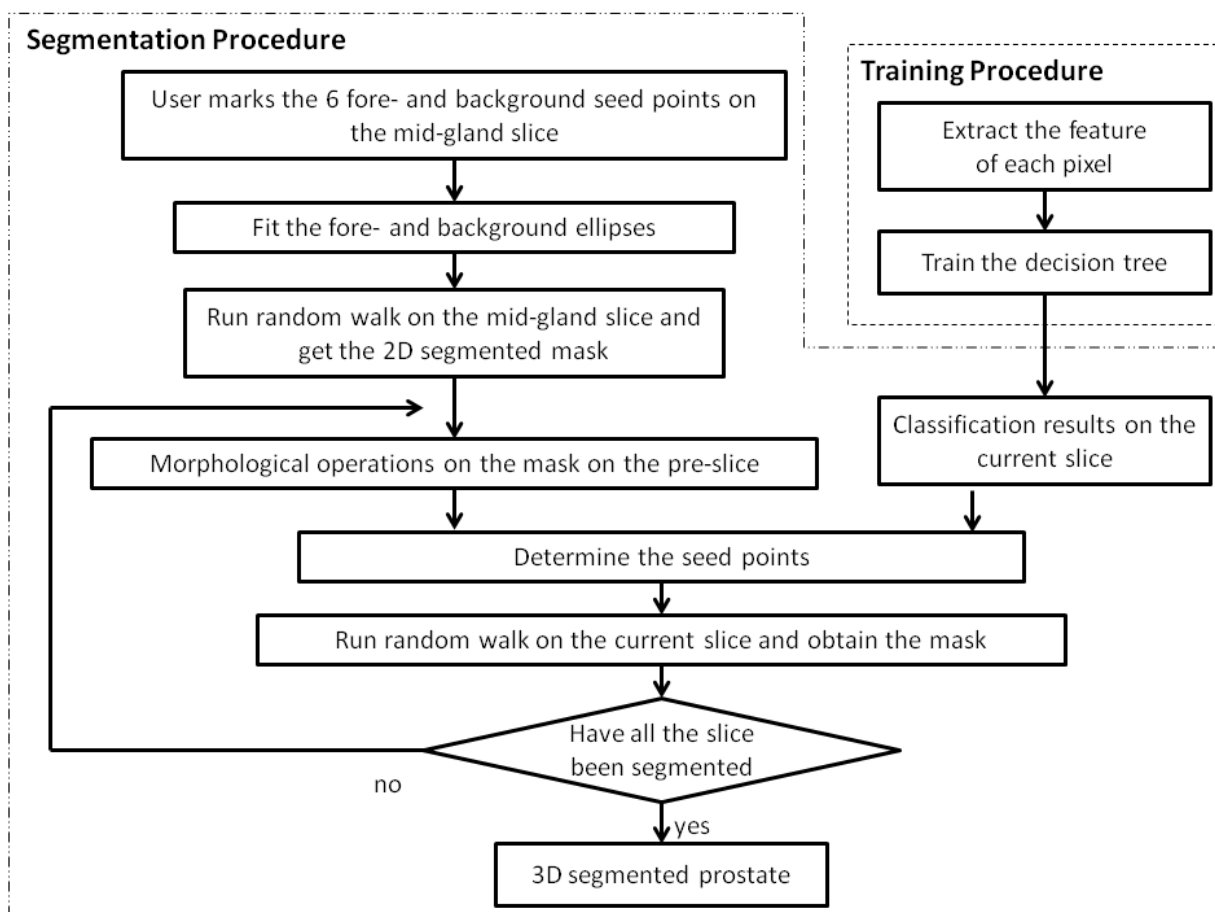 Segmentation Procedure
User marks the 6 fore- and background seed points on
the mid-gland slice
Fit the fore- and background ellipses
Run random walk on the mid-gland slice and
get the 2D segmented mask
Morphological operations on the mask on the pre-slice
Training Procedure
Extract the feature
of each pixel
Train the decision tree
Classification results on the
current slice
Determine the seed points
Run random walk on the current slice and obtain the mask
Have all the slice
been segmented
no
yes
3D segmented prostate